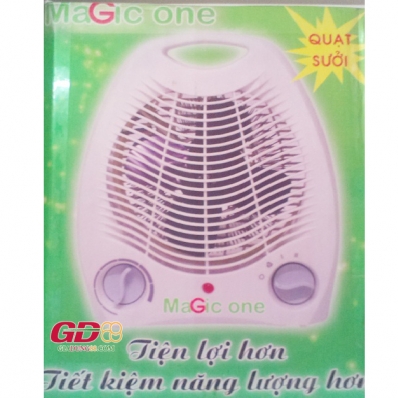 MaGic one
QUẠT
SƯỞI
MaGic one
GD
Tiện lợi hơn
Tiết kiệm năng lượng hơn